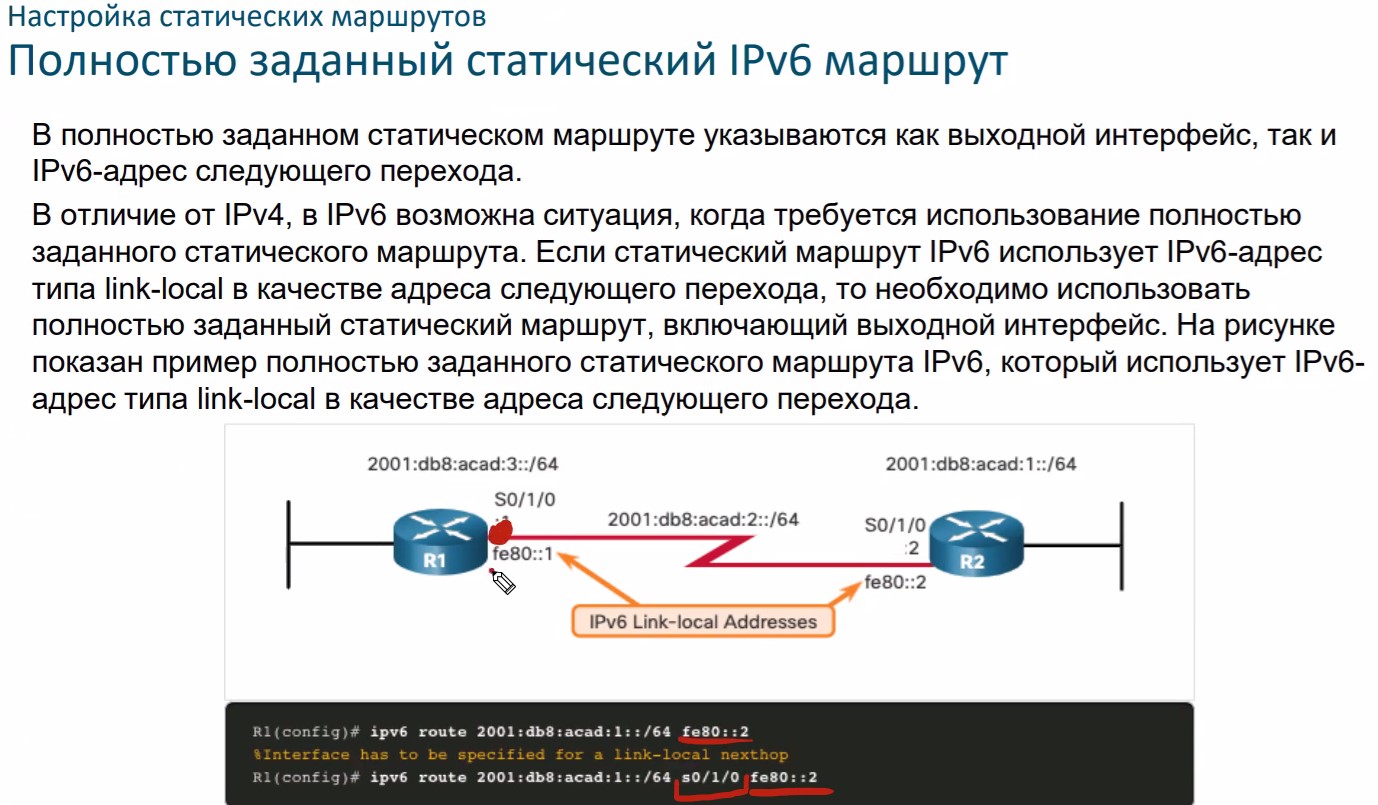 Настройка статических маршрутов
Полностью заданный статический IPv6 маршрут
В полностью заданном статическом маршруте указываются как выходной интерфейс, так и
IPv6-адрес следующего перехода.
В отличие от IPv4, в IPv6 возможна ситуация, когда требуется использование полностью
заданного статического маршрута. Если статический маршрут IPv6 использует IPv6-адрес
типа link-local в качестве адреса следующего перехода, то необходимо использовать
полностью заданный статический маршрут, включающий выходной интерфейс. На рисунке
показан пример полностью заданного статического маршрута IPv6, который использует IPv6-
адрес типа link-local в качестве адреса следующего перехода.
2001:db8:acad:3::/64
2001:db8:acad:1::/64
S0/1/0
2001:db8:acad:2::/64
S0/1/0
:2
R1
fe80::1
R2
fe80::2
IPv6 Link-local Addresses
R1(config)# ipv6 route 2001:db8:acad:1::/64 fe80::2
%Interface has to be specified for a link-local nexthop
R1(config)# ipv6 route 2001:db8:acad:1::/64 s0/1/0 fe80::2